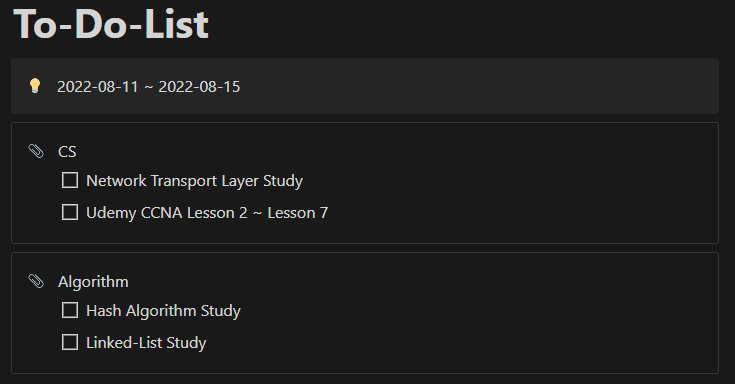 To-Do-List
2022-08-11 ~ 2022-08-15
CS
Network Transport Layer Study
Udemy CCNA Lesson 2 ~ Lesson 7
Algorithm
Hash Algorithm Study
Linked-List Study